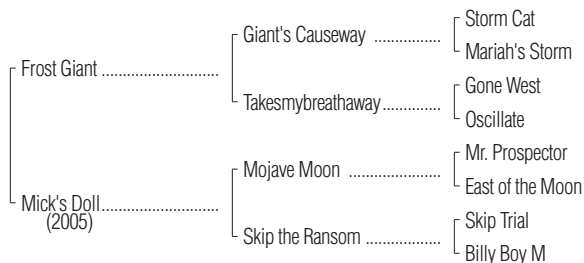 Storm Cat
Giant's Causeway ................
Mariah's Storm
Frost Giant ................................
Gone West
Takesmybreathaway................
Oscillate
Mr. Prospector
Mojave Moon .........................
East of the Moon
Mick's Doll................................
(2005)
Skip Trial
Skip the Ransom .....................
Billy Boy M